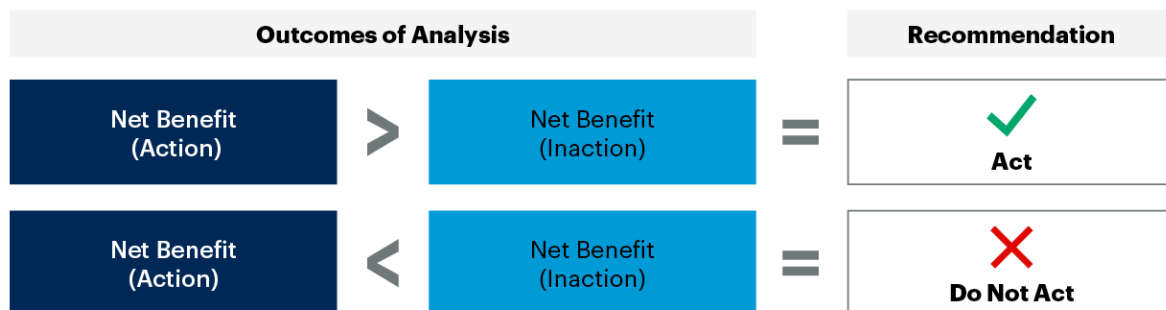 Outcomes of Analysis
Recommendation
Net Benefit
(Action)
>
Net Benefit
(Inaction)
=
Act
Net Benefit
(Action)
<
Net Benefit
(Inaction)
=
Do Not Act